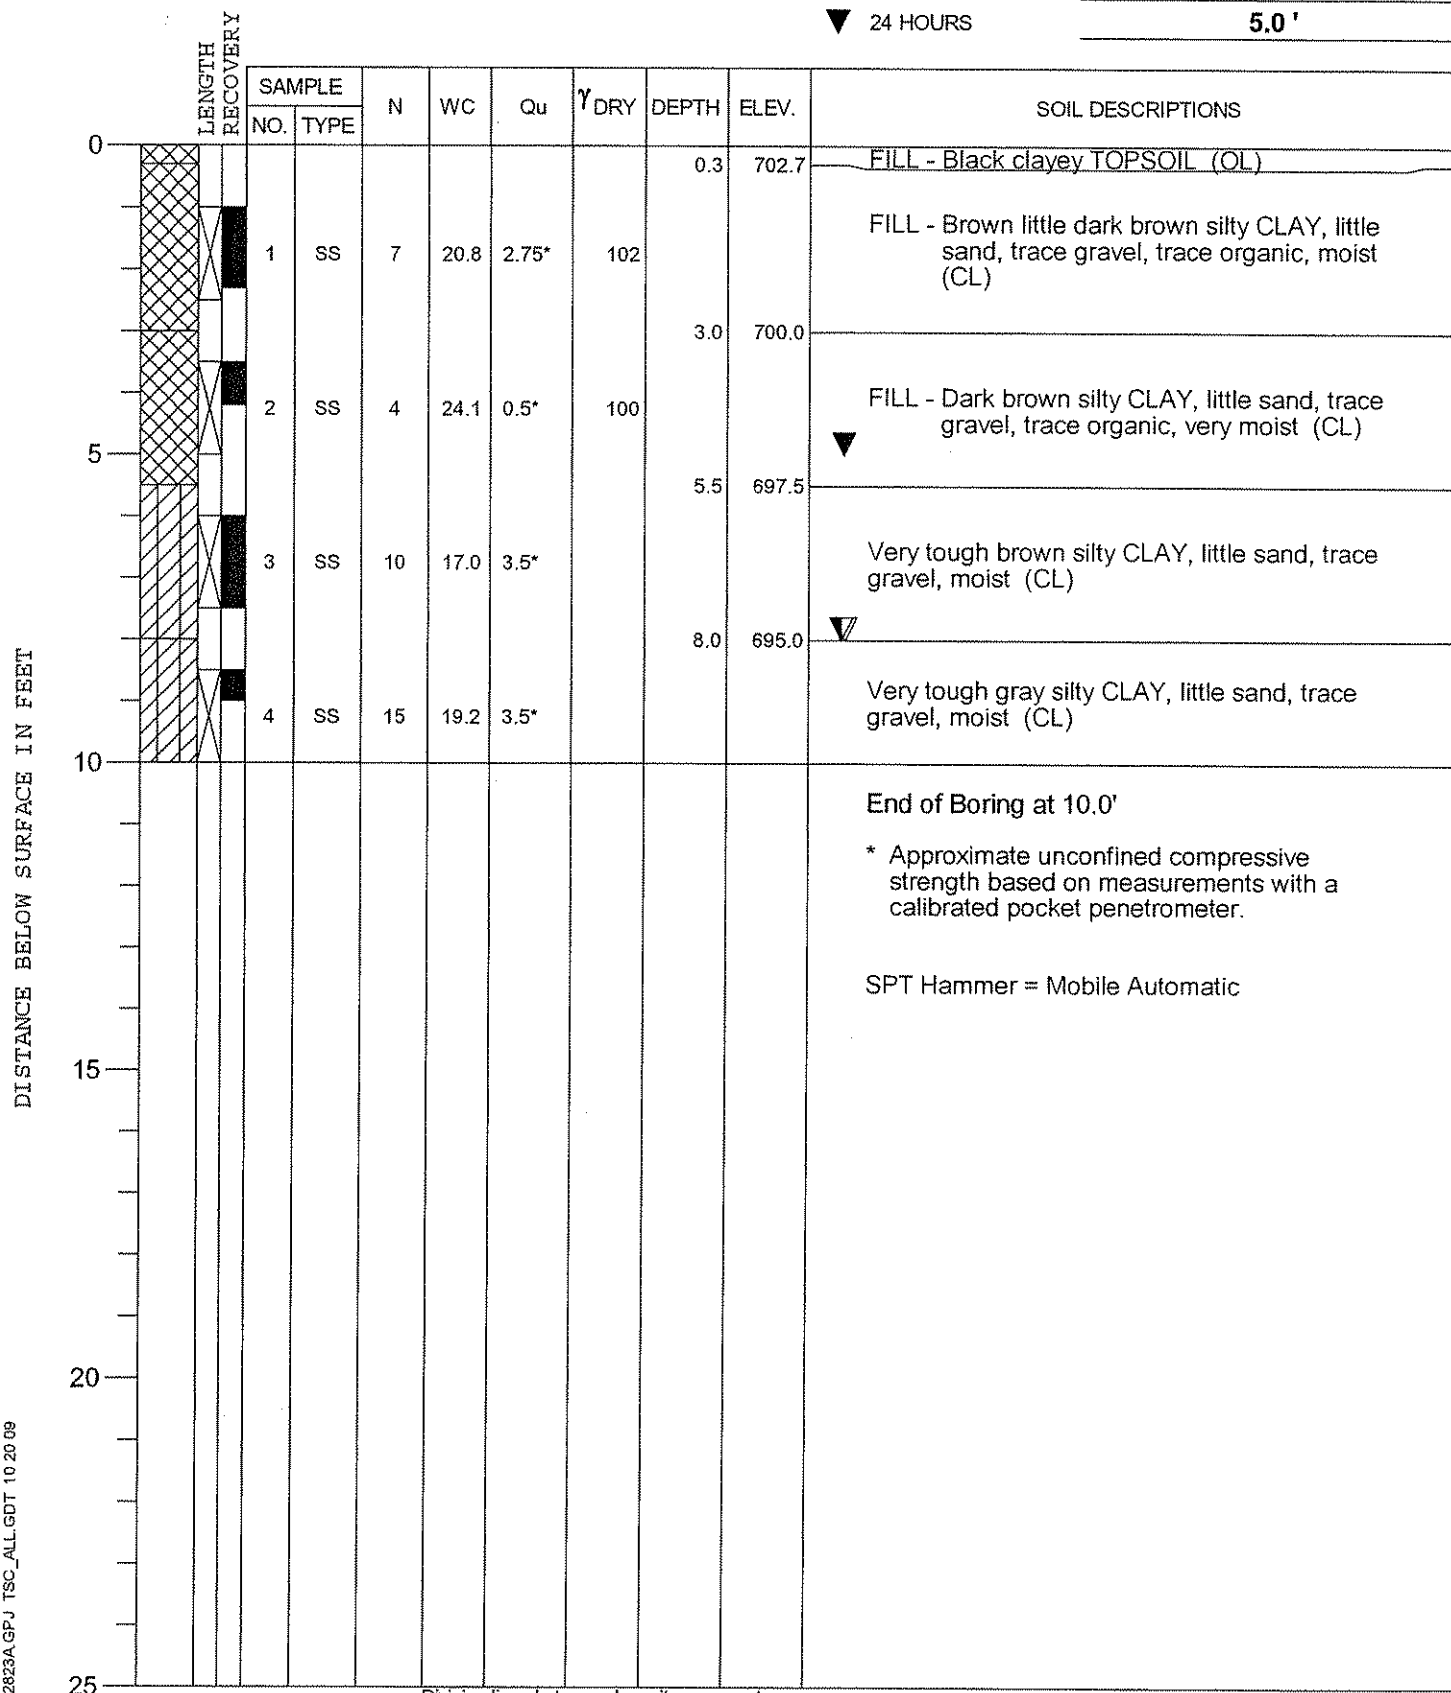 24 HOURS 5.0 '
LENGTH
RECOVERY
SAMPLE
NO. TYPE N WC Qu γ DRY DEPTH ELEV. SOIL DESCRIPTIONS
0
0.3 702.7 FILL - Black clayey TOPSOIL (OL)
FILL - Brown little dark brown silty CLAY, little
sand, trace gravel, trace organic, moist
(CL)
1 SS 7 20.8 2.75* 102
3.0 700.0
FILL - Dark brown silty CLAY, little sand, trace
gravel, trace organic, very moist (CL)
2 SS 4 24.1 0.5* 100
5
5.5 697.5
Very tough brown silty CLAY, little sand, trace
gravel, moist (CL)
3 SS 10 17.0 3.5*
8.0 695.0
Very tough gray silty CLAY, little sand, trace
gravel, moist (CL)
4 SS 15 19.2 3.5*
10
End of Boring at 10.0'
* Approximate unconfined compressive
strength based on measurements with a
calibrated pocket penetrometer.
SPT Hammer = Mobile Automatic
15
20
25
DISTANCE BELOW SURFACE IN FEET
2823A.GPJ TSC_ALL.GDT 10 20 09